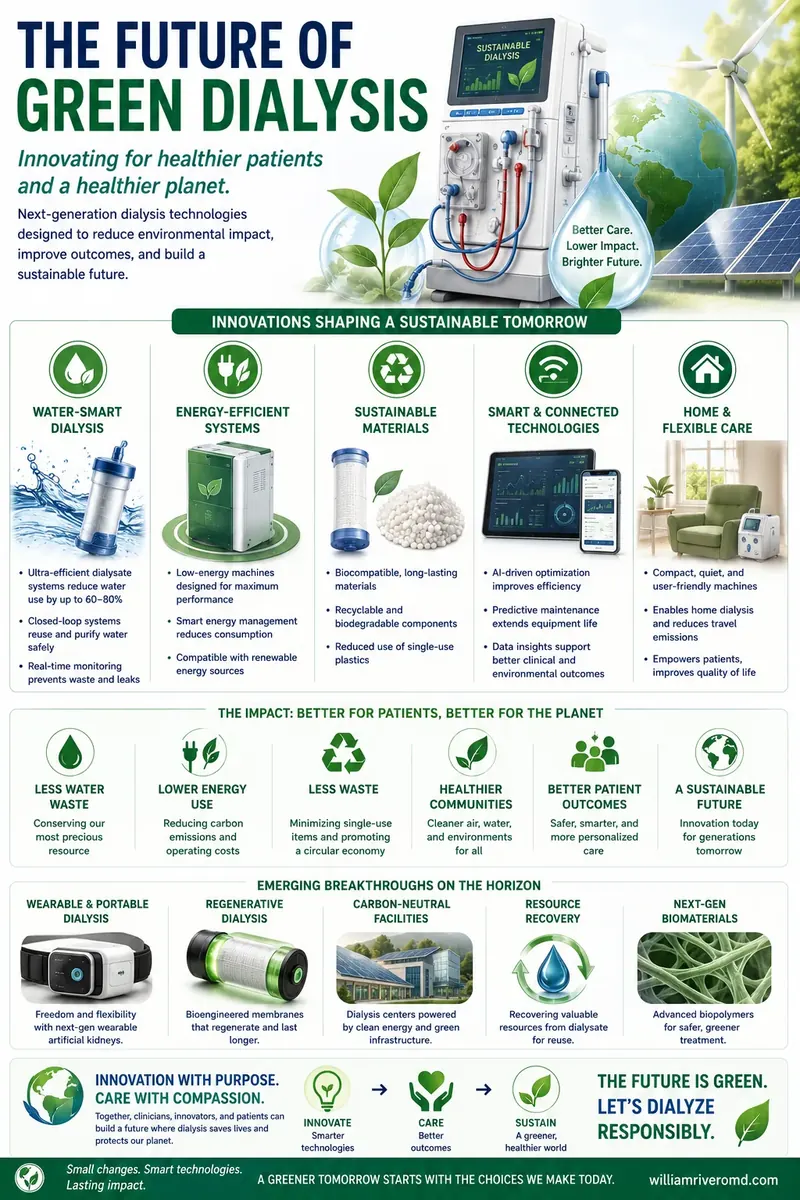 THE FUTURE OF
GREEN DIALYSIS
Innovating for healthier patients
and a healthier planet.
Next-generation dialysis technologies
designed to reduce environmental impact,
improve outcomes, and build a
sustainable future.
SUSTAINABLE
DIALYSIS
Better Care.
Lower Impact.
Brighter Future.
INNOVATIONS SHAPING A SUSTAINABLE TOMORROW
WATER-SMART
DIALYSIS
• Ultra-efficient dialysate
systems reduce water
use by up to 60–80%
• Closed-loop systems
reuse and purify water
safely
• Real-time monitoring
prevents waste and leaks
ENERGY-EFFICIENT
SYSTEMS
• Low-energy machines
designed for maximum
performance
• Smart energy management
reduces consumption
• Compatible with renewable
energy sources
SUSTAINABLE
MATERIALS
• Biocompatible, long-lasting
materials
• Recyclable and
biodegradable components
• Reduced use of single-use
plastics
SMART & CONNECTED
TECHNOLOGIES
• AI-driven optimization
improves efficiency
• Predictive maintenance
extends equipment life
• Data insights support
better clinical and
environmental outcomes
HOME &
FLEXIBLE CARE
• Compact, quiet, and
user-friendly machines
• Enables home dialysis
and reduces travel
emissions
• Empowers patients,
improves quality of life
THE IMPACT: BETTER FOR PATIENTS, BETTER FOR THE PLANET
LESS WATER
WASTE
Conserving our
most precious
resource
LOWER ENERGY
USE
Reducing carbon
emissions and
operating costs
LESS WASTE
Minimizing single-use
items and promoting
a circular economy
HEALTHIER
COMMUNITIES
Cleaner air, water,
and environments
for all
BETTER PATIENT
OUTCOMES
Safer, smarter, and
more personalized
care
A SUSTAINABLE
FUTURE
Innovation today
for generations
tomorrow
EMERGING BREAKTHROUGHS ON THE HORIZON
WEARABLE & PORTABLE
DIALYSIS
Freedom and flexibility
with next-gen wearable
artificial kidneys.
REGENERATIVE
DIALYSIS
Bioengineered membranes
that regenerate and last
longer.
CARBON-NEUTRAL
FACILITIES
Dialysis centers powered
by clean energy and green
infrastructure.
RESOURCE
RECOVERY
Recovering valuable
resources from dialysate
for reuse.
NEXT-GEN
BIOMATERIALS
Advanced biopolymers
for safer, greener
treatment.
INNOVATION WITH PURPOSE.
CARE WITH COMPASSION.
Together, clinicians, innovators, and patients can
build a future where dialysis saves lives and
protects our planet.
INNOVATE
Smarter
technologies
CARE
Better
outcomes
SUSTAIN
A greener,
healthier world
THE FUTURE IS GREEN.
LET'S DIALYZE
RESPONSIBLY.
Small changes. Smart technologies.
Lasting impact.
A GREENER TOMORROW STARTS WITH THE CHOICES WE MAKE TODAY.
williamriveromd.com